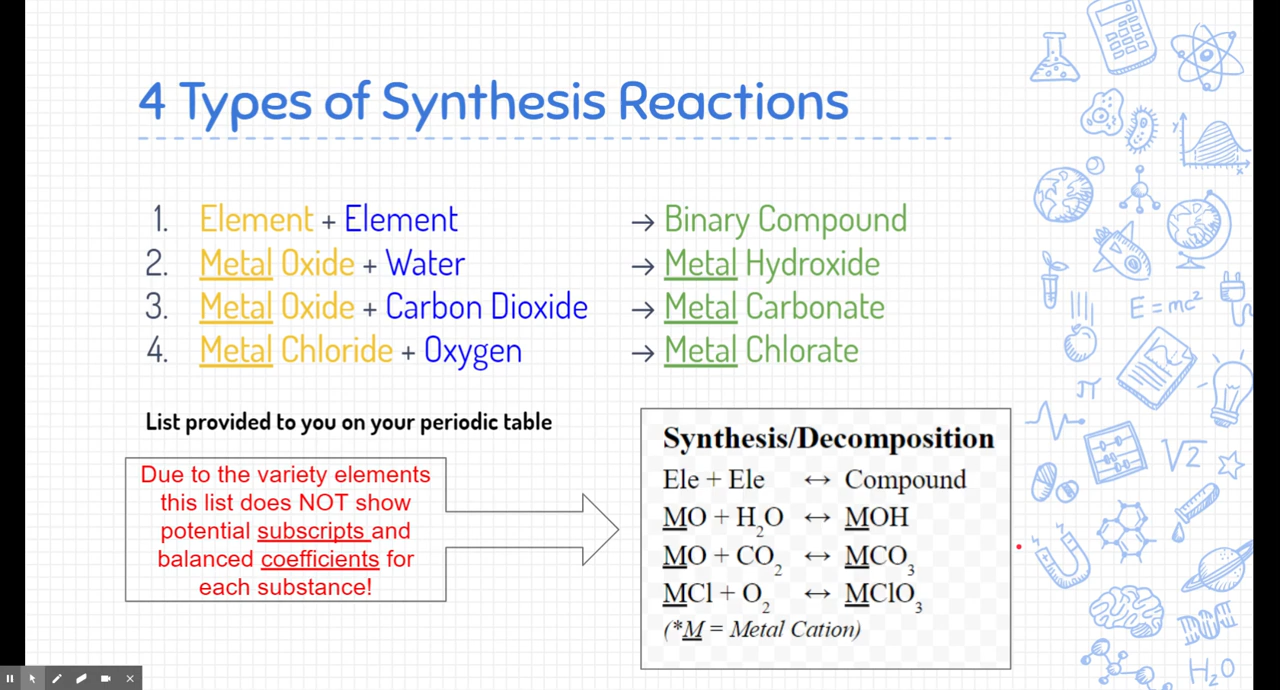 4 Types of Synthesis Reactions
1. Element + Element → Binary Compound
2. Metal Oxide + Water → Metal Hydroxide
3. Metal Oxide + Carbon Dioxide → Metal Carbonate
4. Metal Chloride + Oxygen → Metal Chlorate
List provided to you on your periodic table
Due to the variety elements
this list does NOT show
potential subscripts and
balanced coefficients for
each substance!
Synthesis/Decomposition
Ele + Ele ↔ Compound
MO + H₂O ↔ MOH
MO + CO₂ ↔ MCO₃
MCl + O₂ ↔ MClO₃
(*M = Metal Cation)
y
x
E=mc²
π
√2
H₂O